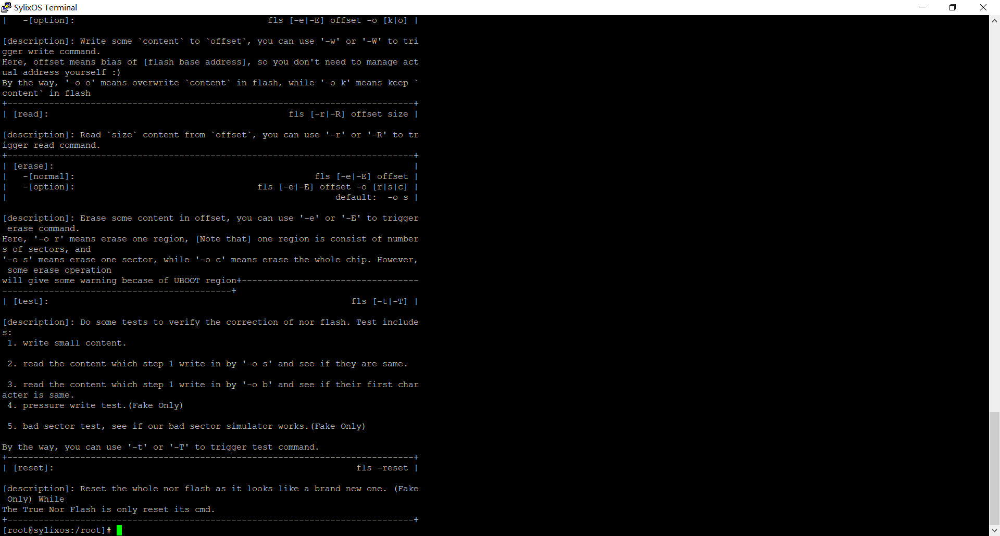 SylixOS Terminal
|   -[option]:                                     fls [-e|-E] offset -o [k|o] |
[description]: Write some `content` to `offset`, you can use '-w' or '-W' to tri
gger write command.
Here, offset means bias of [flash base address], so you don't need to manage act
ual address yourself :)
By the way, '-o o' means overwrite `content` in flash, while '-o k' means keep `
content` in flash
+------------------------------------------------------------------------------+
| [read]:                                              fls [-r|-R] offset size |
[description]: Read `size` content from `offset`, you can use '-r' or '-R' to tr
igger read command.
+------------------------------------------------------------------------------+
| [erase]:                                                                     |
|   -[normal]:                                              fls [-e|-E] offset |
|   -[option]:                                   fls [-e|-E] offset -o [r|s|c] |
|                                                               default:  -o s |
[description]: Erase some content in offset, you can use '-e' or '-E' to trigger
 erase command.
Here, '-o r' means erase one region, [Note that] one region is consist of number
s of sectors, and
'-o s' means erase one sector, while '-o c' means erase the whole chip. However,
 some erase operation
will give some warning becase of UBOOT region+----------------------------------
--------------------------------------------+
| [test]:                                                          fls [-t|-T] |
[description]: Do some tests to verify the correction of nor flash. Test include
s:
 1. write small content.
 2. read the content which step 1 write in by '-o s' and see if they are same.
 3. read the content which step 1 write in by '-o b' and see if their first char
acter is same.
 4. pressure write test.(Fake Only)
 5. bad sector test, see if our bad sector simulator works.(Fake Only)
By the way, you can use '-t' or '-T' to trigger test command.
+------------------------------------------------------------------------------+
| [reset]:                                                          fls -reset |
[description]: Reset the whole nor flash as it looks like a brand new one. (Fake
 Only) While
The True Nor Flash is only reset its cmd.
+------------------------------------------------------------------------------+
[root@sylixos:/root]#